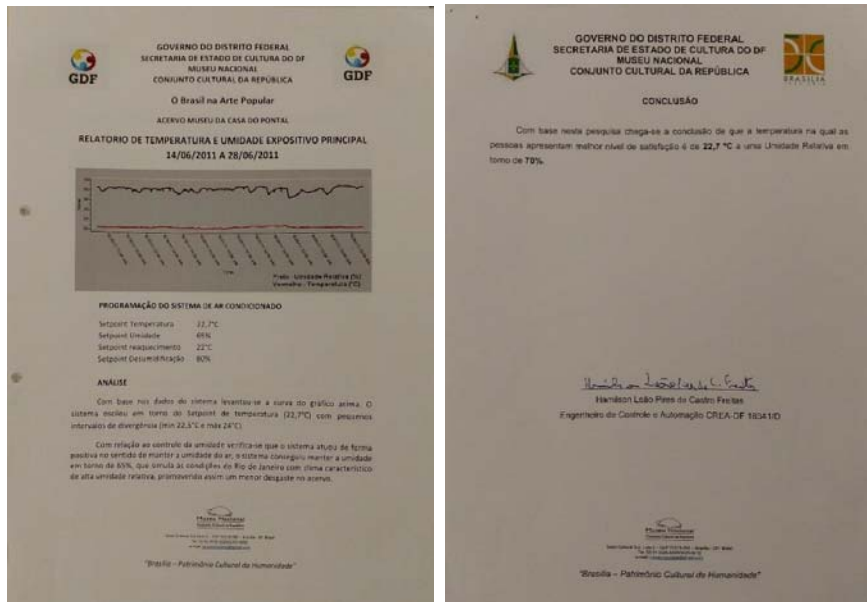 GDF
GOVERNO DO DISTRITO FEDERAL
SECRETARIA DE ESTADO DE CULTURA DO DF
MUSEU NACIONAL
CONJUNTO CULTURAL DA REPÚBLICA
GDF
O Brasil na Arte Popular
ACERVO MUSEU DA CASA DO PONTAL
RELATORIO DE TEMPERATURA E UMIDADE EXPOSITIVO PRINCIPAL
14/06/2011 A 28/06/2011
Preto - Umidade Relativa (%)
Vermelho - Temperatura (°C)
PROGRAMAÇÃO DO SISTEMA DE AR CONDICIONADO
Setpoint Temperatura 22,7°C
Setpoint Umidade 65%
Setpoint reaquecimento 22°C
Setpoint Desumidificação 80%
ANÁLISE
Com base nos dados do sistema levantou-se a curva do gráfico acima. O
sistema oscilou em torno do Setpoint de temperatura (22,7°C) com pequenos
intervalos de divergência (min 22,5°C e máx 24°C)
Com relação ao controle da umidade verifica-se que o sistema atuou de forma
positiva no sentido de manter a umidade do ar, o sistema conseguiu manter a umidade
em torno de 65%, que simula as condições do Rio de Janeiro com clima característico
de alta umidade relativa, promovendo assim um menor desgaste no acervo.
Museu Nacional
"Brasília – Patrimônio Cultural da Humanidade"
GOVERNO DO DISTRITO FEDERAL
SECRETARIA DE ESTADO DE CULTURA DO DF
MUSEU NACIONAL
CONJUNTO CULTURAL DA REPÚBLICA
BRASÍLIA
CONCLUSÃO
Com base nesta pesquisa chega-se a conclusão de que a temperatura na qual as
pessoas apresentam melhor nível de satisfação é de 22,7 °C a uma Umidade Relativa em
torno de 70%.
Hamilson Leão Pires de Castro Freitas
Engenheiro de Controle e Automação CREA-DF 16541/D
Museu Nacional
"Brasília – Patrimônio Cultural da Humanidade"